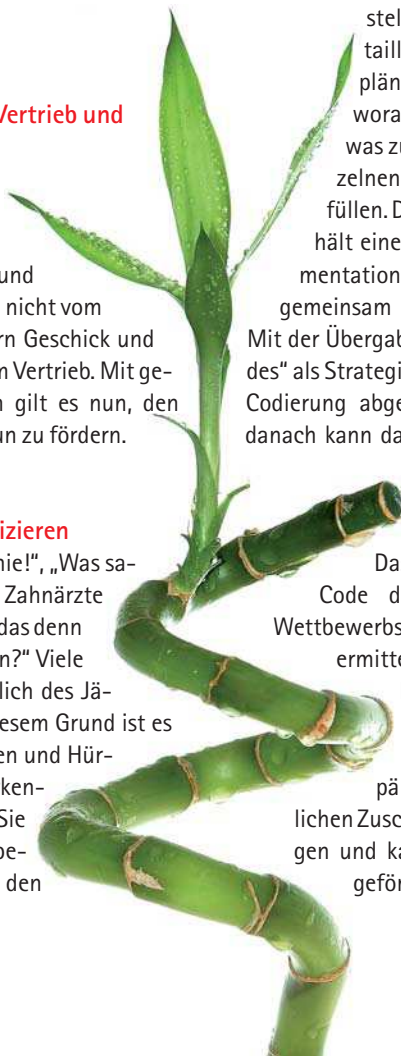 Vertrieb und
und
nicht vom
rn Geschick und
m Vertrieb. Mit ge-
n gilt es nun, den
un zu fördern.
izieren
nie!“, „Was sa-
Zahnärzte
das denn
n?“ Viele
lich des Jä-
iesem Grund ist es
en und Hür-
ken-
Sie
be-
den
stel
taill
plän
wora
was zu
zelnen
füllen. D
hält eine
mentation
gemeinsam
Mit der Übergab
des“ als Strategi
Codierung abge
danach kann da
Da
Code d
Wettbewerbs
ermitte
pä
lichen Zusc
gen und ka
geför